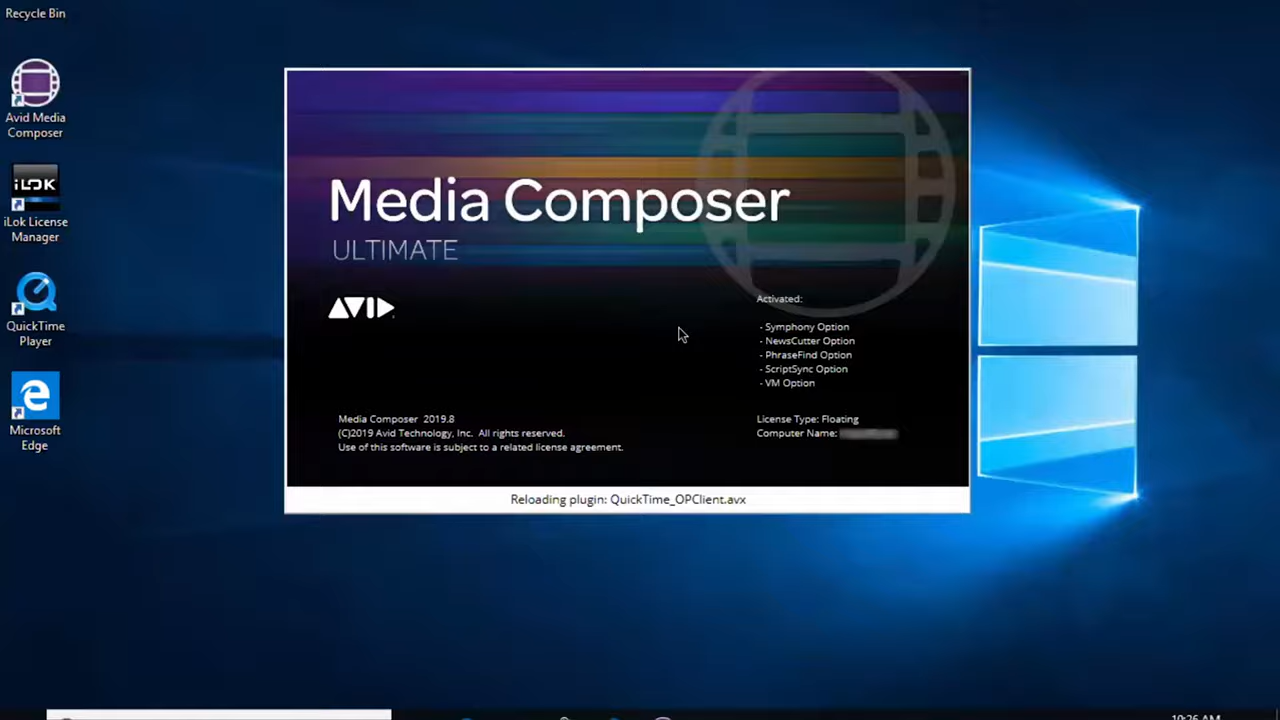 Recycle Bin
Avid Media
Composer
iLOK
iLok License
Manager
QuickTime
Player
Microsoft
Edge
Media Composer
ULTIMATE
AVID
Activated:
- Symphony Option
- NewsCutter Option
- PhraseFind Option
- ScriptSync Option
- VM Option
Media Composer 2019.8
(C)2019 Avid Technology, Inc. All rights reserved.
Use of this software is subject to a related license agreement.
License Type: Floating
Computer Name:
Reloading plugin: QuickTime_OPClient.avx
10:26 AM